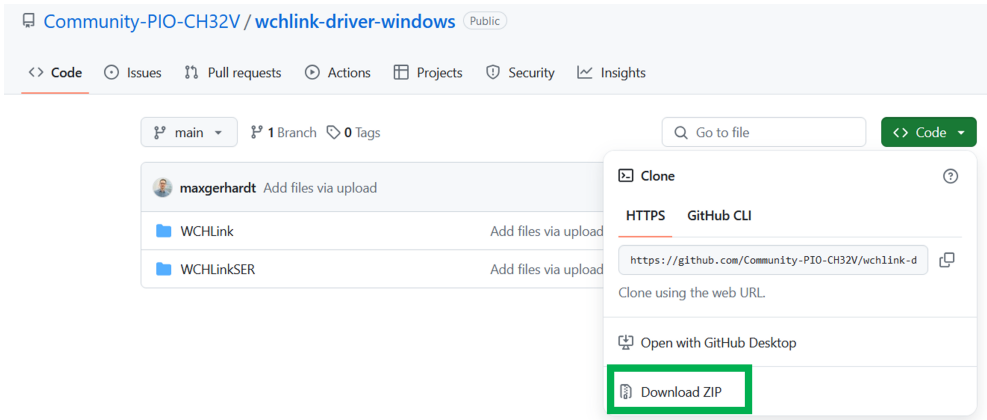 Community-PIO-CH32V / wchlink-driver-windows Public
Code Issues Pull requests Actions Projects Security Insights
main 1 Branch 0 Tags Go to file Code
maxgerhardt Add files via upload
WCHLink Add files via upload
WCHLinkSER Add files via upload
Clone
HTTPS GitHub CLI
https://github.com/Community-PIO-CH32V/wchlink-d
Clone using the web URL.
Open with GitHub Desktop
Download ZIP